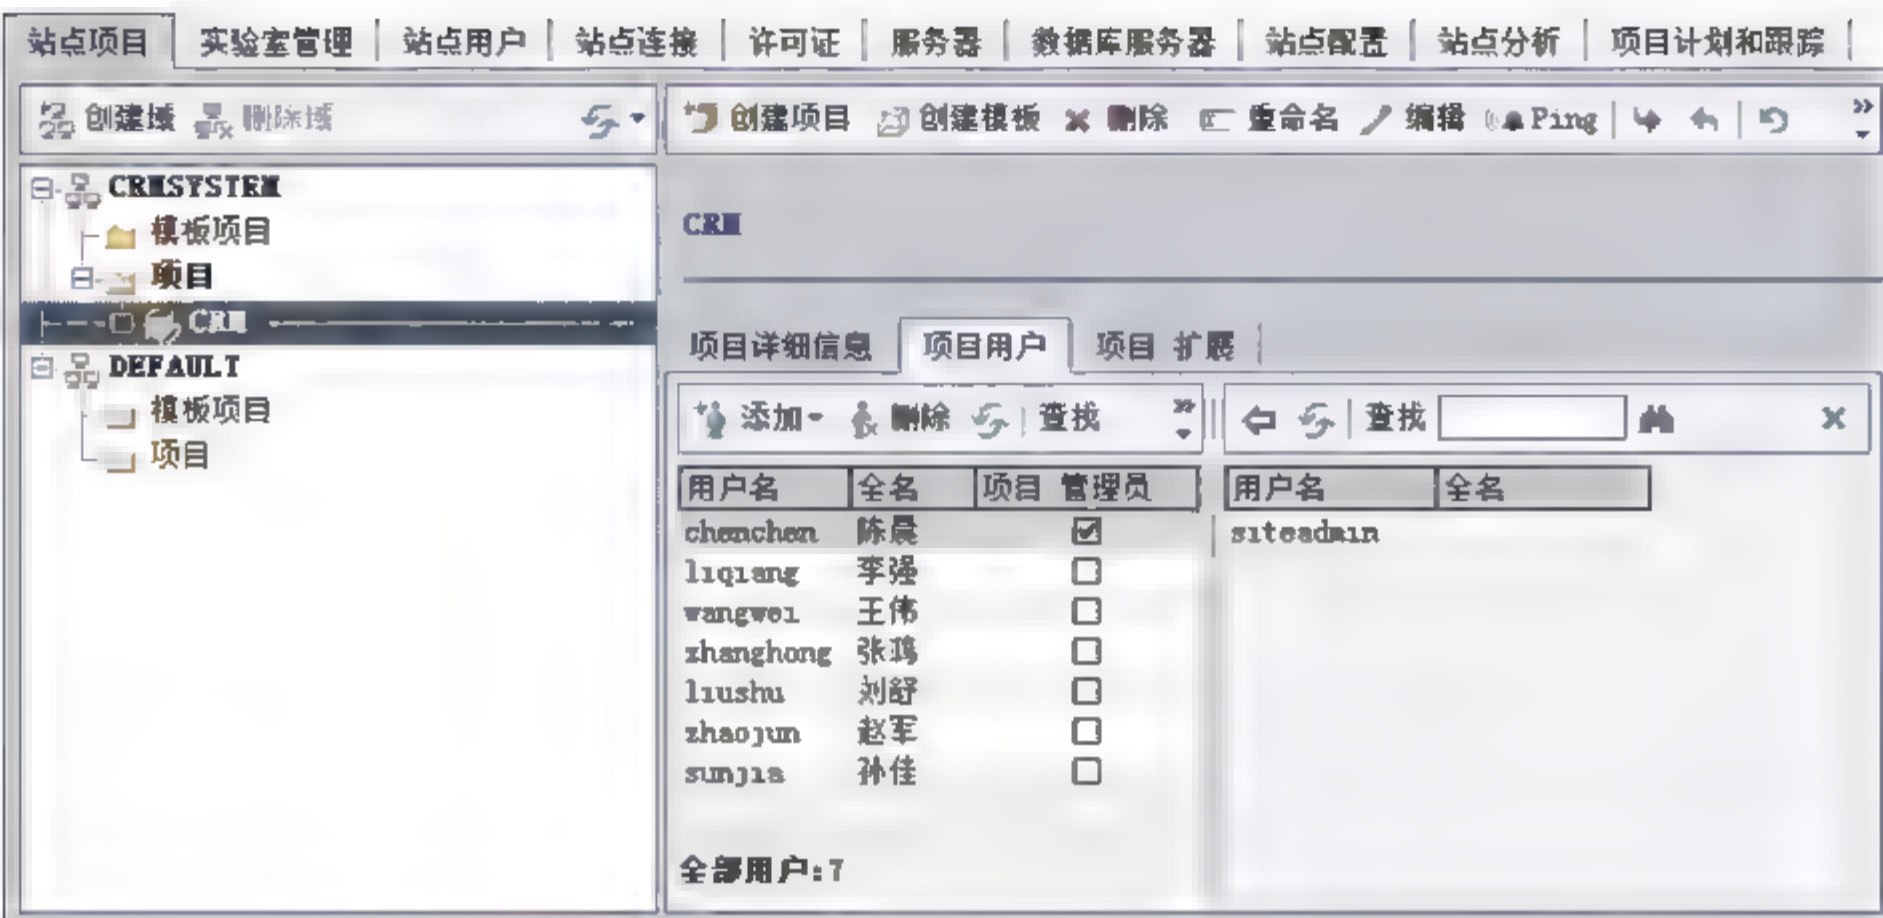 站点项目 实验室管理 站点用户 站点连接 许可证 服务器 数据库服务器 站点配置 站点分析 项目计划和跟踪
创建域 删除域
创建项目 创建模板 删除 重命名 编辑 Ping
CRMSYSTEM
模板项目
项目
CRM
DEFAULT
模板项目
项目
CRM
项目详细信息 项目用户 项目 扩展
添加 删除 查找
查找
用户名 全名 项目 管理员
chenchen 陈晨
liqiang 李强
wangwei 王伟
zhanghong 张鸿
liushu 刘舒
zhaojun 赵军
sunjia 孙佳
全部用户:7
用户名 全名
siteadmin